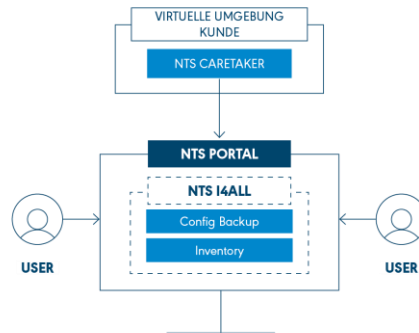 VIRTUELLE UMGEBUNG
KUNDE
NTS CARETAKER
NTS PORTAL
NTS I4ALL
Config Backup
Inventory
USER
USER